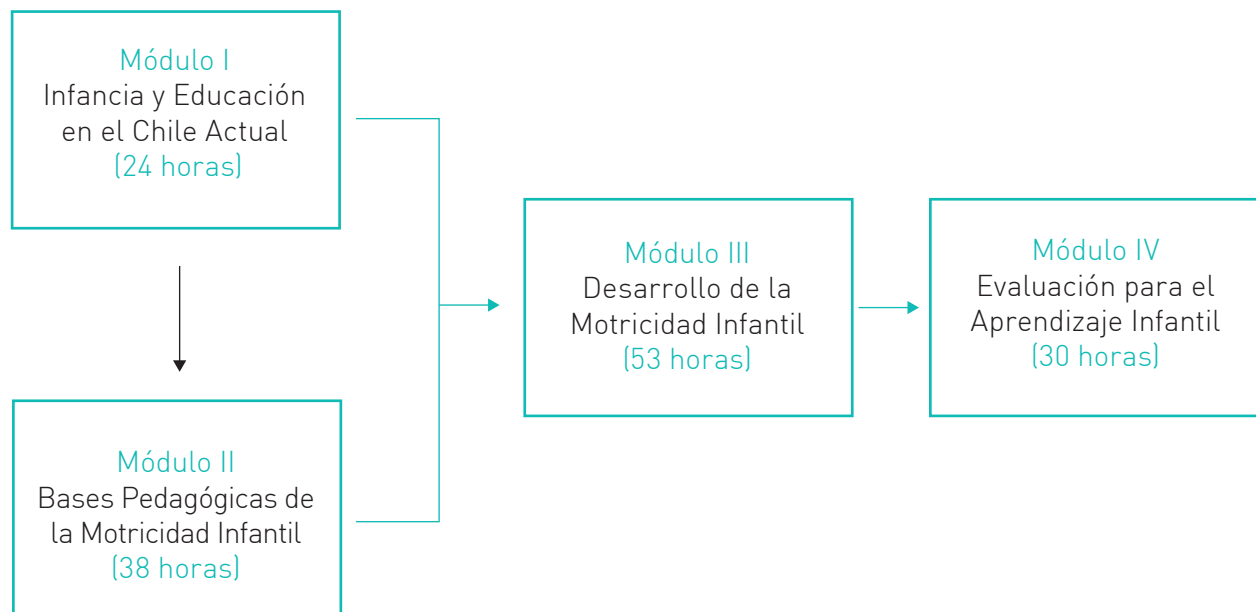 Módulo I
Infancia y Educación
en el Chile Actual
(24 horas)
Módulo II
Bases Pedagógicas de
la Motricidad Infantil
(38 horas)
Módulo III
Desarrollo de la
Motricidad Infantil
(53 horas)
Módulo IV
Evaluación para el
Aprendizaje Infantil
(30 horas)